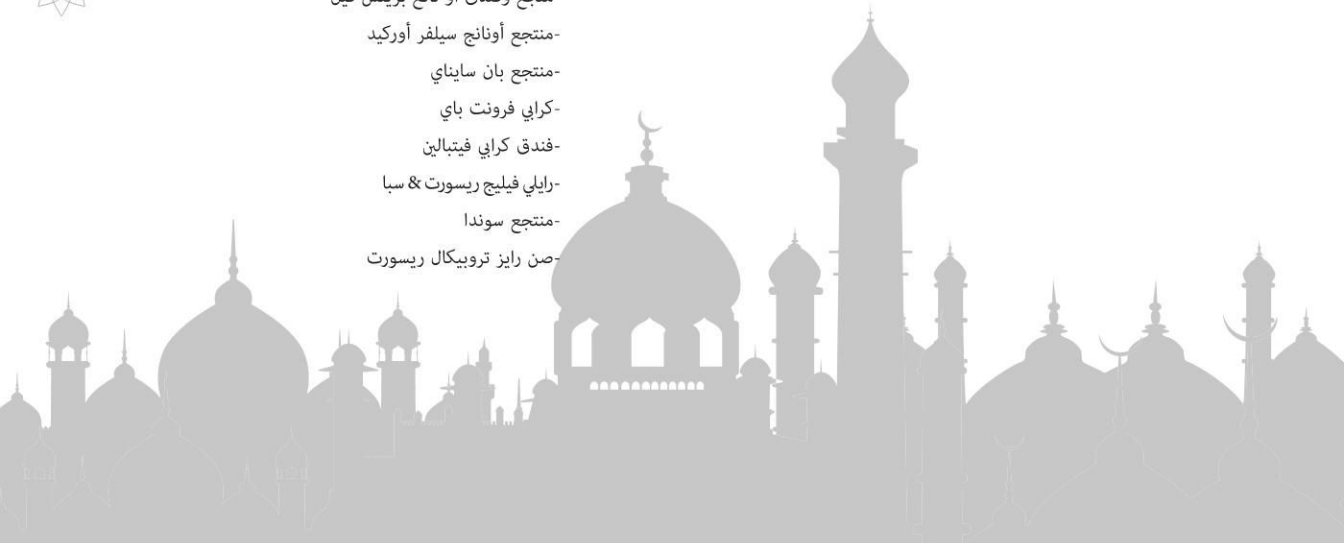 -منتجع أونانج سيلفر أوركيد
-منتجع بان سايناي
-كرابي فرونت باي
-فندق كرابي فيتبالين
-رايلي فيليج ريسورت & سبا
-منتجع سوندا
-صن رايز تروبيكال ريسورت